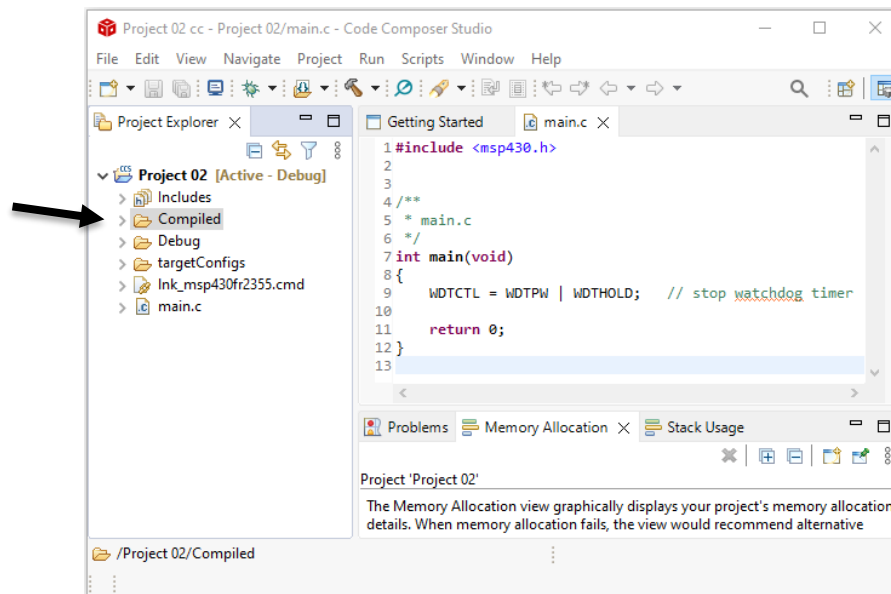 Project 02 cc - Project 02/main.c - Code Composer Studio
File Edit View Navigate Project Run Scripts Window Help
Project Explorer
Project 02 [Active - Debug]
Includes
Compiled
Debug
targetConfigs
lnk_msp430fr2355.cmd
main.c
Getting Started main.c
1 #include <msp430.h>
2
3
4 /**
5  * main.c
6  */
7 int main(void)
8 {
9     WDTCTL = WDTPW | WDTHOLD;   // stop watchdog timer
10
11     return 0;
12 }
13
Problems Memory Allocation Stack Usage
Project 'Project 02'
The Memory Allocation view graphically displays your project's memory allocation
details. When memory allocation fails, the view would recommend alternative
/Project 02/Compiled